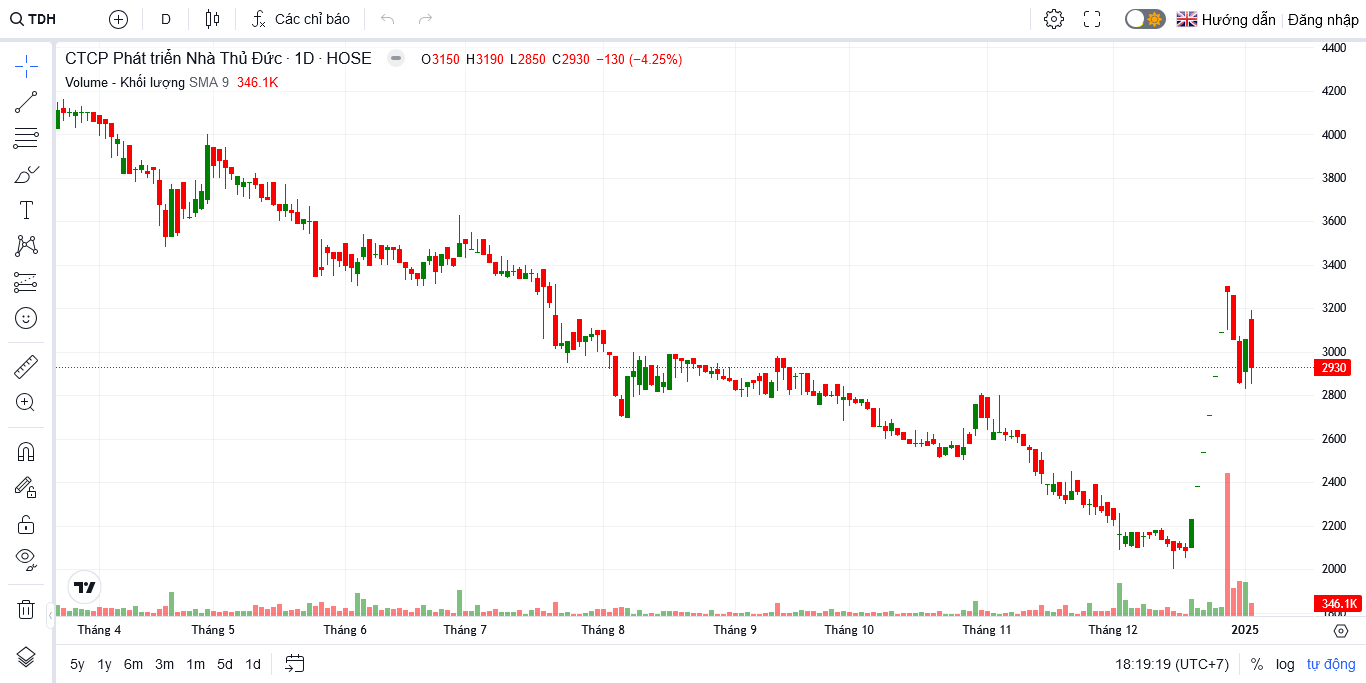 TDH D Các chỉ báo Hướng dẫn Đăng nhập
CTCP Phát triển Nhà Thủ Đức · 1D · HOSE O3150 H3190 L2850 C2930 −130 (−4.25%)
Volume - Khối lượng SMA 9 346.1K
4400
4200
4000
3800
3600
3400
3200
3000
2930
2800
2600
2400
2200
2000
346.1K
1800
Tháng 4 Tháng 5 Tháng 6 Tháng 7 Tháng 8 Tháng 9 Tháng 10 Tháng 11 Tháng 12 2025
5y 1y 6m 3m 1m 5d 1d 18:19:19 (UTC+7) % log tự động